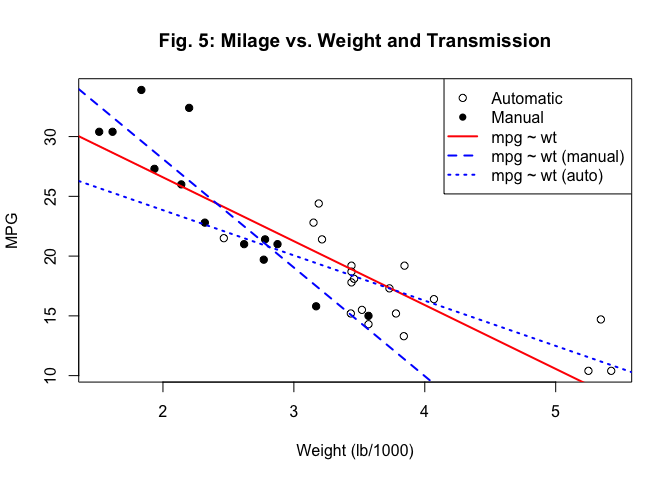 Fig. 5: Milage vs. Weight and Transmission
Automatic
Manual
mpg ~ wt
mpg ~ wt (manual)
mpg ~ wt (auto)
MPG
30
25
20
15
10
2 3 4 5
Weight (lb/1000)